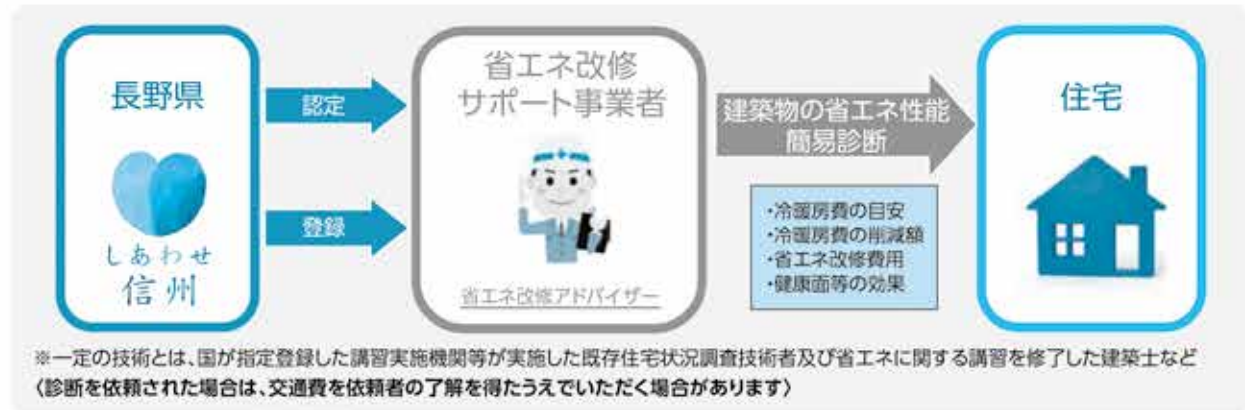 長野県
しあわせ
信州
認定
登録
省エネ改修
サポート事業者
省エネ改修アドバイザー
建築物の省エネ性能
簡易診断
・冷暖房費の目安
・冷暖房費の削減額
・省エネ改修費用
・健康面等の効果
住宅
※一定の技術とは、国が指定登録した講習実施機関等が実施した既存住宅状況調査技術者及び省エネに関する講習を修了した建築士など
〈診断を依頼された場合は、交通費を依頼者の了解を得たうえでいただく場合があります〉